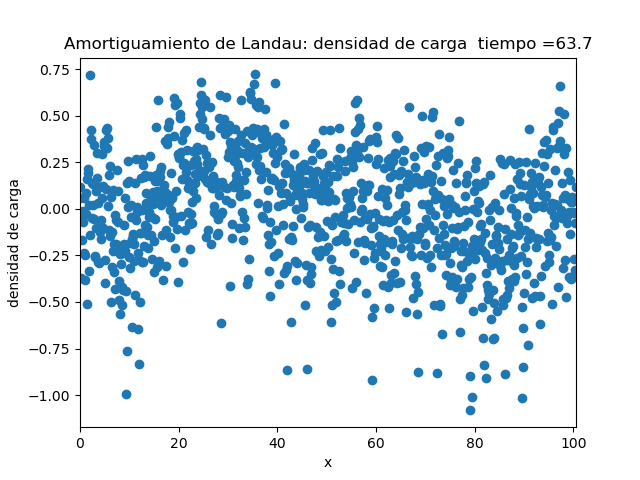 Amortiguamiento de Landau: densidad de carga  tiempo =63.7
0.75
0.50
0.25
0.00
−0.25
−0.50
−0.75
−1.00
densidad de carga
0 20 40 60 80 100
x